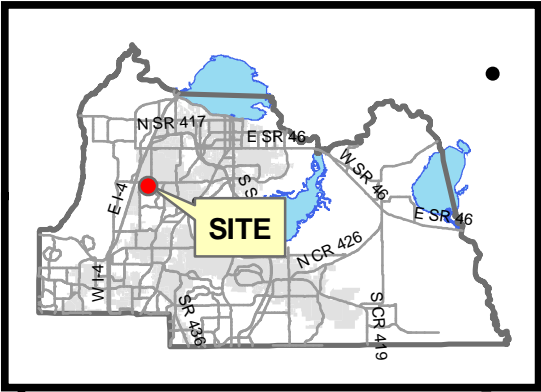 N SR 417
E SR 46
W SR 46
E I-4
S S
E SR 46
SITE
N CR 426
W I-4
SR 436
S CR 419